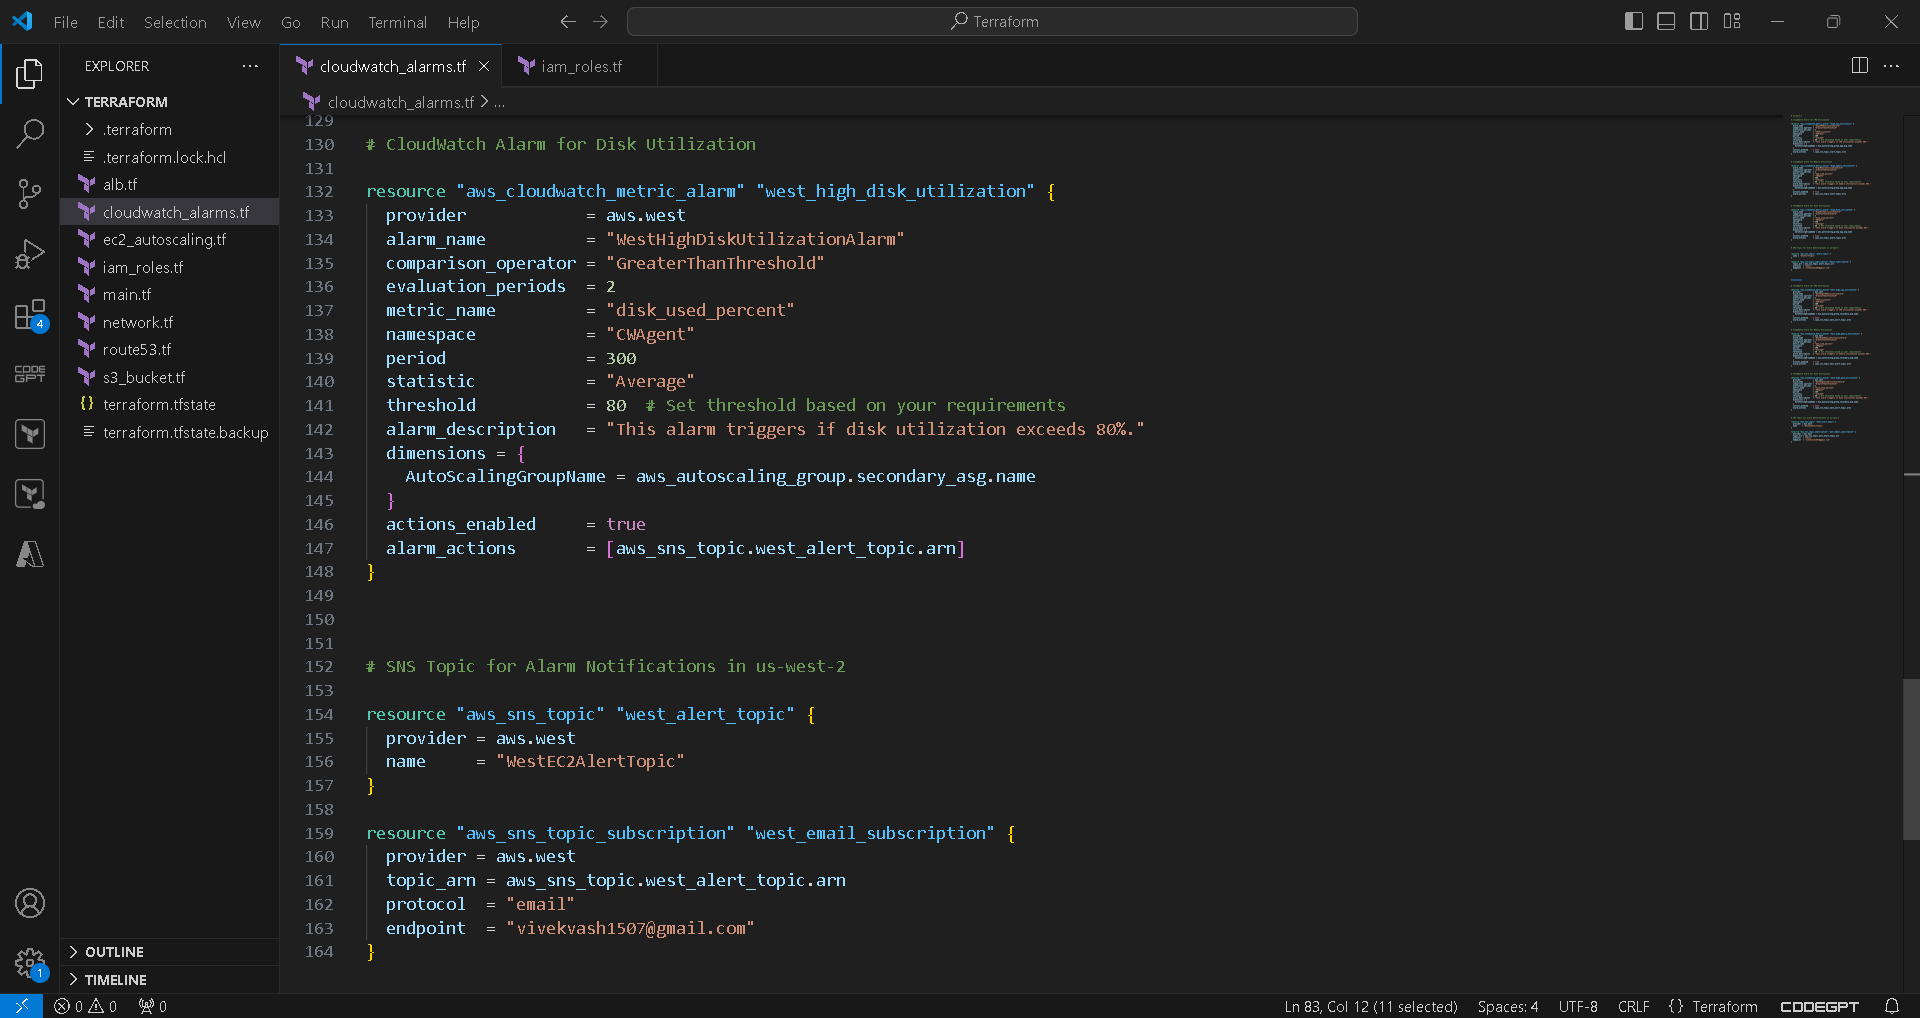 File Edit Selection View Go Run Terminal Help
Terraform
EXPLORER
TERRAFORM
.terraform
.terraform.lock.hcl
alb.tf
cloudwatch_alarms.tf
ec2_autoscaling.tf
iam_roles.tf
main.tf
network.tf
route53.tf
s3_bucket.tf
{} terraform.tfstate
terraform.tfstate.backup
OUTLINE
TIMELINE
4
CODE
GPT
1
cloudwatch_alarms.tf
iam_roles.tf
cloudwatch_alarms.tf > ...
129
130 # CloudWatch Alarm for Disk Utilization
131
132 resource "aws_cloudwatch_metric_alarm" "west_high_disk_utilization" {
133 provider = aws.west
134 alarm_name = "WestHighDiskUtilizationAlarm"
135 comparison_operator = "GreaterThanThreshold"
136 evaluation_periods = 2
137 metric_name = "disk_used_percent"
138 namespace = "CWAgent"
139 period = 300
140 statistic = "Average"
141 threshold = 80 # Set threshold based on your requirements
142 alarm_description = "This alarm triggers if disk utilization exceeds 80%."
143 dimensions = {
144 AutoScalingGroupName = aws_autoscaling_group.secondary_asg.name
145 }
146 actions_enabled = true
147 alarm_actions = [aws_sns_topic.west_alert_topic.arn]
148 }
149
150
151
152 # SNS Topic for Alarm Notifications in us-west-2
153
154 resource "aws_sns_topic" "west_alert_topic" {
155 provider = aws.west
156 name = "WestEC2AlertTopic"
157 }
158
159 resource "aws_sns_topic_subscription" "west_email_subscription" {
160 provider = aws.west
161 topic_arn = aws_sns_topic.west_alert_topic.arn
162 protocol = "email"
163 endpoint = "vivekvash1507@gmail.com"
164 }
0 0 0
Ln 83, Col 12 (11 selected) Spaces: 4 UTF-8 CRLF {} Terraform CODEGPT